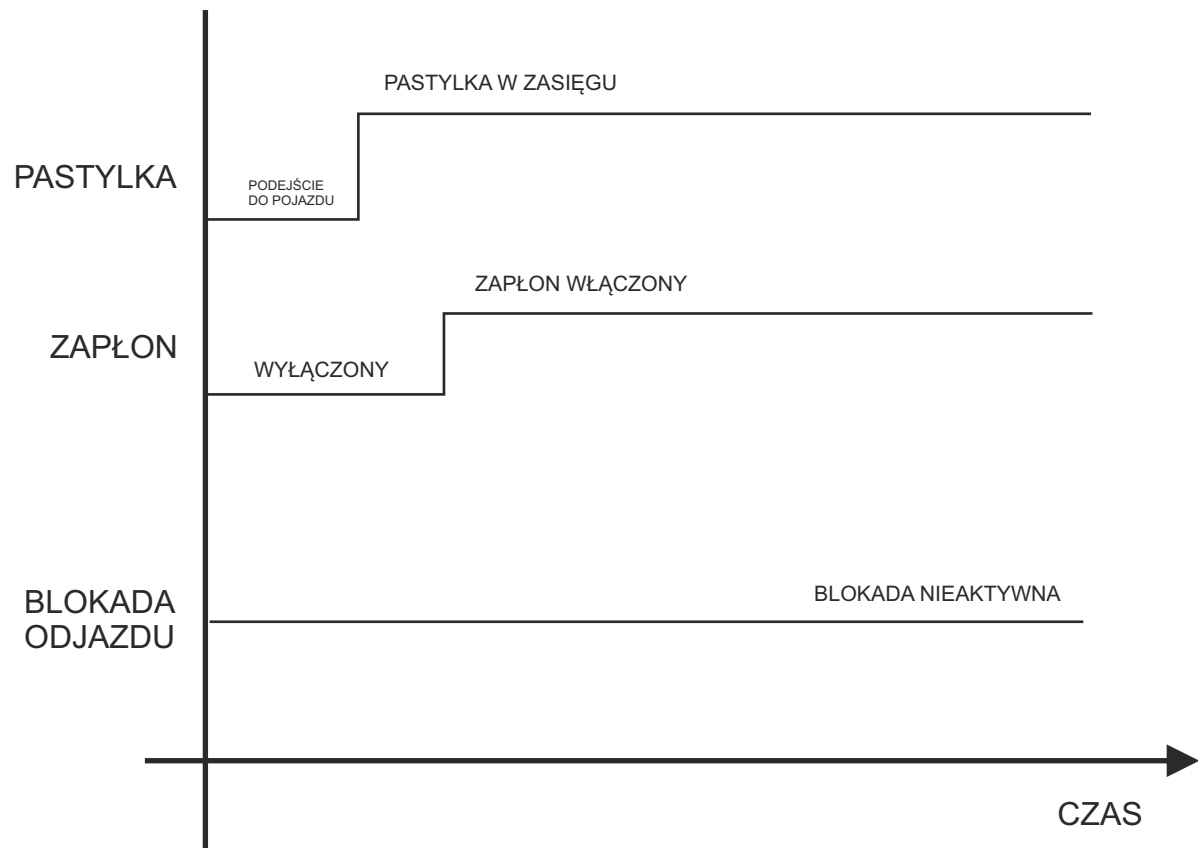 PASTYLKA W ZASIĘGU
PASTYLKA
PODEJŚCIE
DO POJAZDU
ZAPŁON WŁĄCZONY
ZAPŁON
WYŁĄCZONY
BLOKADA
ODJAZDU
BLOKADA NIEAKTYWNA
CZAS